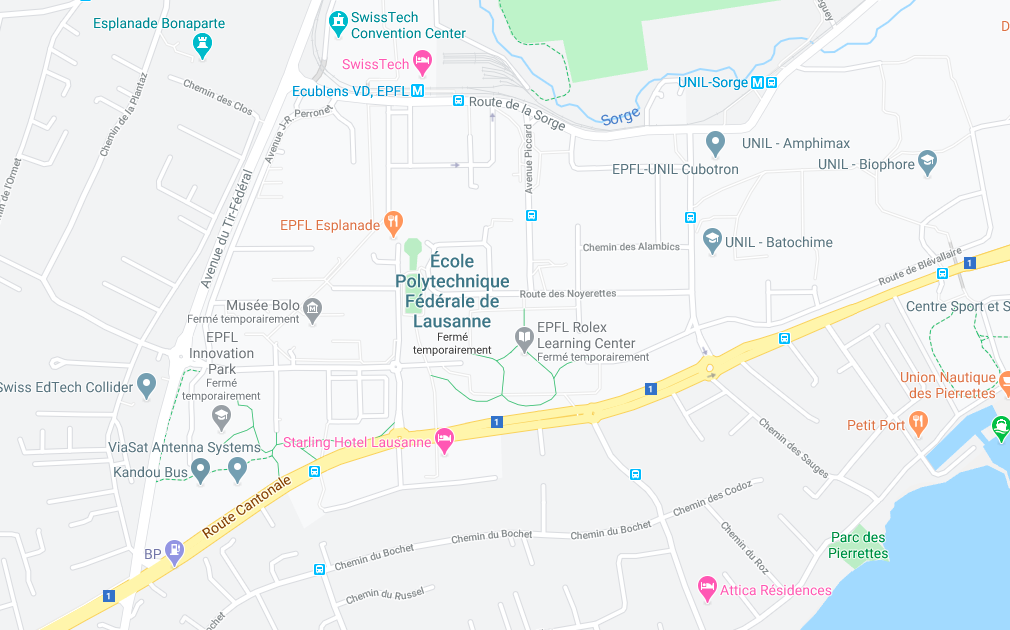 Esplanade Bonaparte
SwissTech
Convention Center
SwissTech
Ecublens VD, EPFL
M
Route de la Sorge
Sorge
UNIL-Sorge
M
Chemin de la Plantaz
Chemin des Clos
Avenue J.-R. Perronet
Avenue Piccard
UNIL - Amphimax
EPFL-UNIL Cubotron
UNIL - Biophore
Avenue du Tir-Fédéral
EPFL Esplanade
UNIL - Batochime
Chemin des Alambics
Route de Blévallaire
1
École
Polytechnique
Fédérale de
Lausanne
Fermé
temporairement
Route des Noyerettes
Centre Sport et S
Musée Bolo
Fermé temporairement
EPFL Rolex
Learning Center
Fermé temporairement
EPFL
Innovation
Park
Fermé
temporairement
Swiss EdTech Collider
1
Union Nautique
des Pierrettes
Petit Port
1
Starling Hotel Lausanne
ViaSat Antenna Systems
Kandou Bus
Chemin des Sauges
Route Cantonale
Chemin des Codoz
Chemin du Bochet
Chemin du Bochet
Chemin du Bochet
Chemin du Roz
Parc des
Pierrettes
BP
1
Chemin du Russel
Attica Résidences